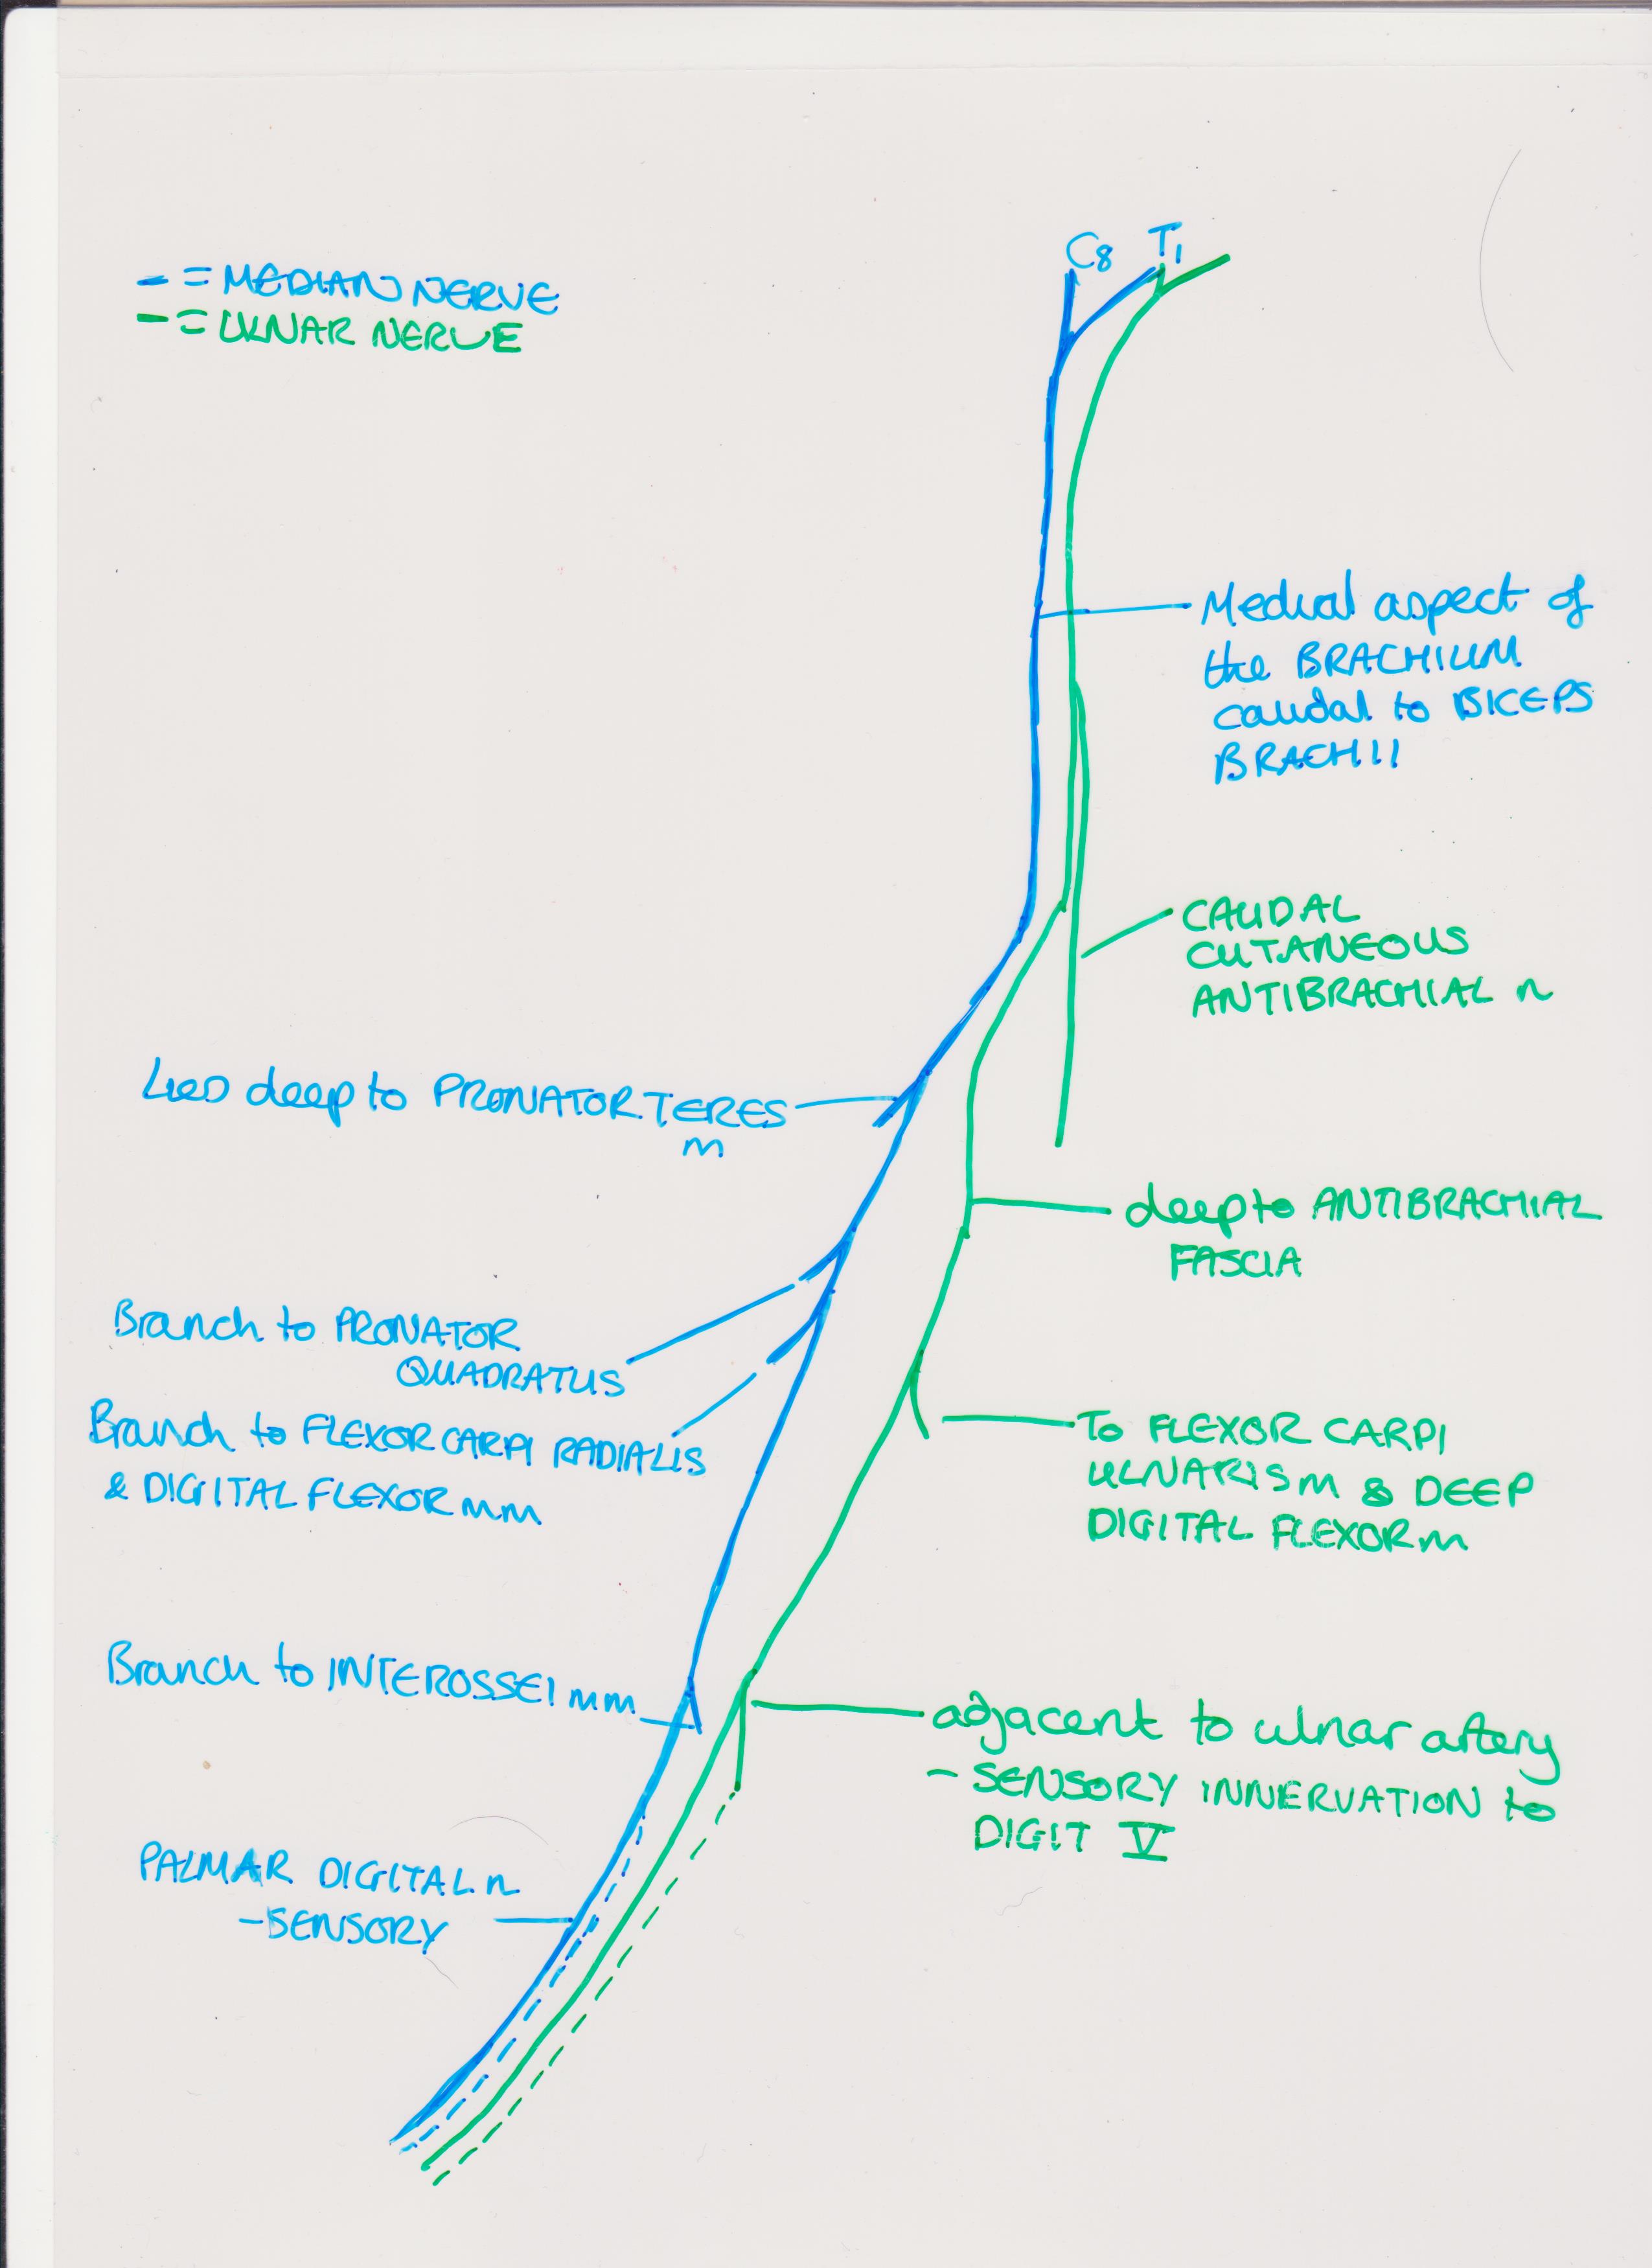 - = MEDIAN NERVE
- = ULNAR NERVE
C8 T1
Medial aspect of
the BRACHIUM
caudal to BICEPS
BRACHII
CAUDAL
CUTANEOUS
ANTIBRACHIAL n
Lies deep to PRONATOR TERES
m
deep to ANTIBRACHIAL
FASCIA
Branch to PRONATOR
QUADRATUS
Branch to FLEXOR CARPI RADIALIS
& DIGITAL FLEXOR mm
To FLEXOR CARPI
ULNARIS m & DEEP
DIGITAL FLEXOR m
Branch to INTEROSSEI mm
adjacent to ulnar artery
- SENSORY INNERVATION to
DIGIT V
PALMAR DIGITAL n
- SENSORY